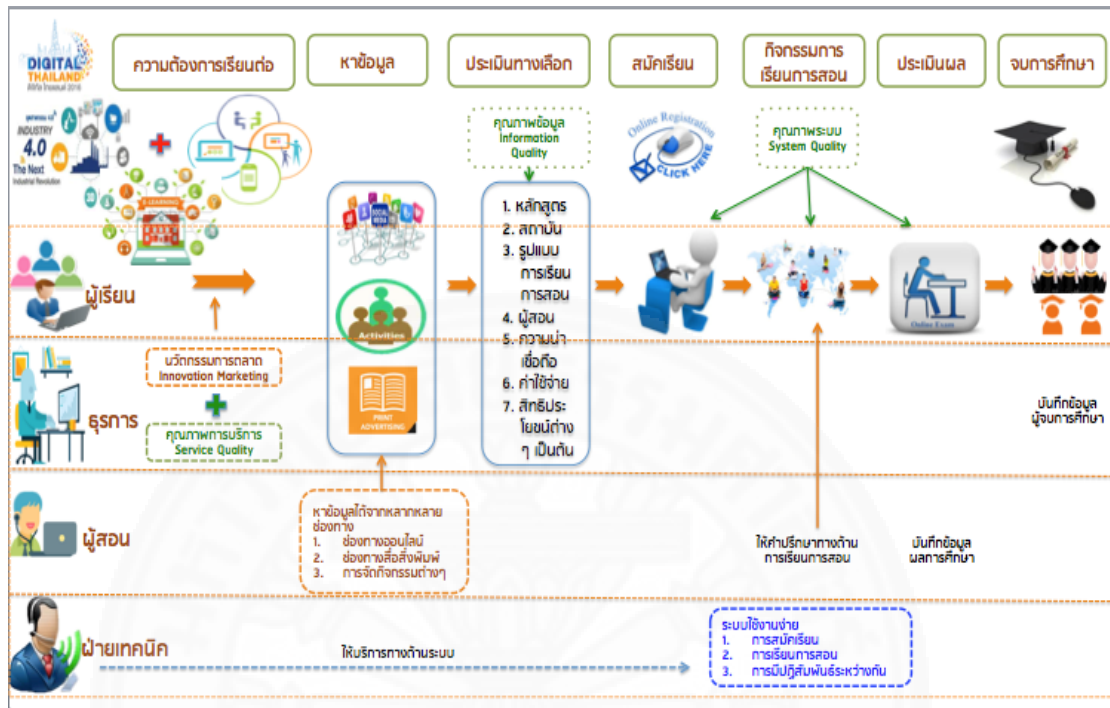 DIGITAL
THAILAND
ดิจิทัล ไทยแลนด์ 2016
ความต้องการเรียนต่อ
หาข้อมูล
ประเมินทางเลือก
สมัครเรียน
กิจกรรมการ
เรียนการสอน
ประเมินผล
จบการศึกษา
INDUSTRY
4.0
The Next
Industrial Revolution
E-LEARNING
คุณภาพข้อมูล
Information
Quality
Online Registration
CLICK HERE
คุณภาพระบบ
System Quality
SOCIAL
MEDIA
Activities
PRINT
ADVERTISING
1. หลักสูตร
2. สถาบัน
3. รูปแบบ
การเรียน
การสอน
4. ผู้สอน
5. ความน่า
เชื่อถือ
6. ค่าใช้จ่าย
7. สิทธิประ
โยชน์ต่าง
ๆ เป็นต้น
Online Exam
ผู้เรียน
นวัตกรรมการตลาด
Innovation Marketing
คุณภาพการบริการ
Service Quality
ธุรการ
บันทึกข้อมูล
ผู้จบการศึกษา
ผู้สอน
หาข้อมูลได้จากหลากหลาย
ช่องทาง
1. ช่องทางออนไลน์
2. ช่องทางสื่อสิ่งพิมพ์
3. การจัดกิจกรรมต่างๆ
ให้คำปรึกษาทางด้าน
การเรียนการสอน
บันทึกข้อมูล
ผลการศึกษา
ฝ่ายเทคนิค
ให้บริการทางด้านระบบ
ระบบใช้งานง่าย
1. การสมัครเรียน
2. การเรียนการสอน
3. การมีปฏิสัมพันธ์ระหว่างกัน